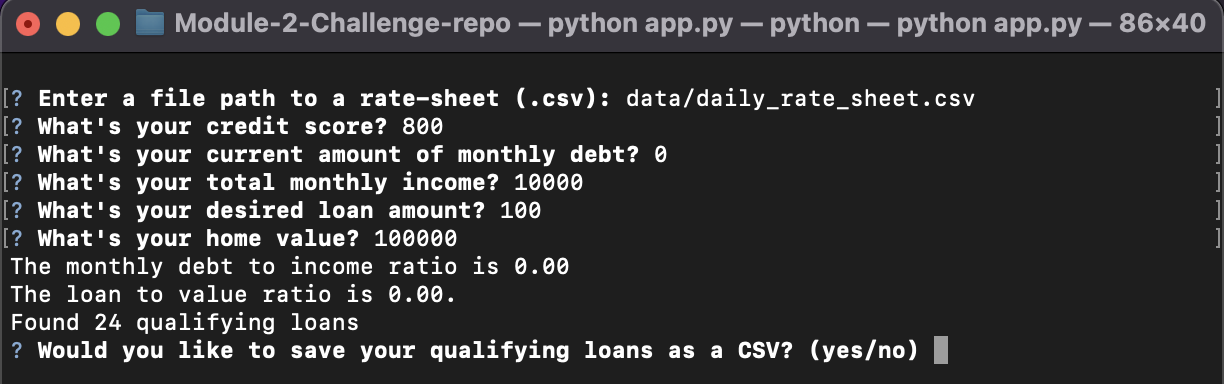 Module-2-Challenge-repo — python app.py — python — python app.py — 86×40
[? Enter a file path to a rate-sheet (.csv): data/daily_rate_sheet.csv ]
[? What's your credit score? 800 ]
[? What's your current amount of monthly debt? 0 ]
[? What's your total monthly income? 10000 ]
[? What's your desired loan amount? 100 ]
[? What's your home value? 100000 ]
The monthly debt to income ratio is 0.00
The loan to value ratio is 0.00.
Found 24 qualifying loans
? Would you like to save your qualifying loans as a CSV? (yes/no)